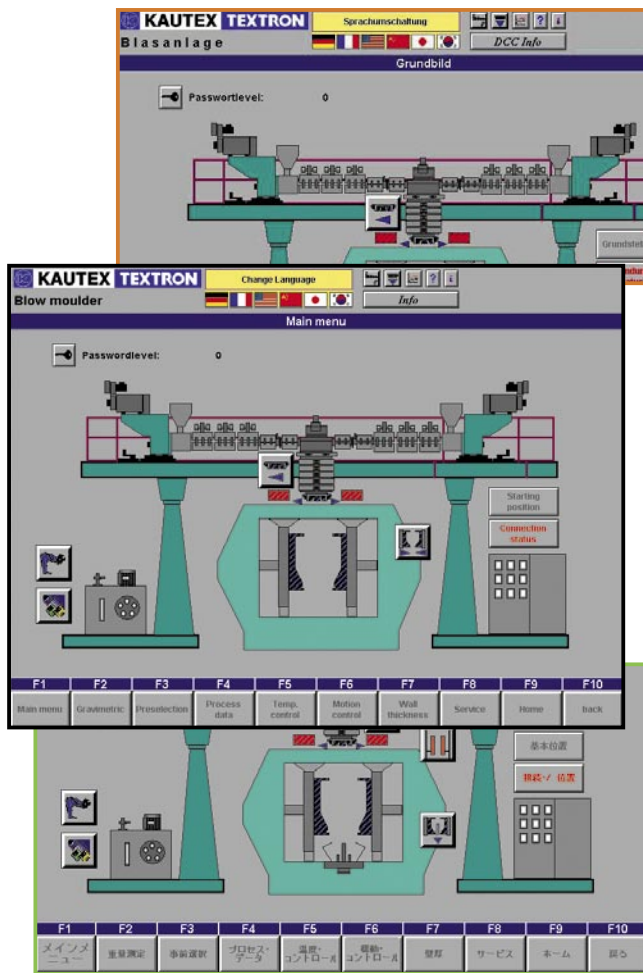 KAUTEX TEXTRON
Sprachumschaltung
Blasanlage
DCC Info
Grundbild
Passwortlevel: 0
KAUTEX TEXTRON
Change Language
Blow moulder
Info
Main menu
Passwordlevel: 0
Starting
position
Connection
status
F1 F2 F3 F4 F5 F6 F7 F8 F9 F10
Main menu Gravimetric Preselection Process data Temp. control Motion control Wall thickness Service Home back
基本位置
F1 F2 F3 F4 F5 F6 F7 F8 F9 F10
メインメニュー 重量測定 事前選択 プロセス・データ 温度・コントロール 駆動・コントロール 壁厚 サービス ホーム 戻る